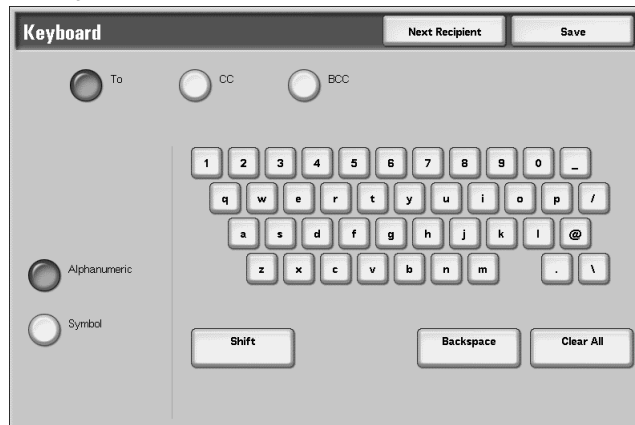 Keyboard Next Recipient Save
To CC BCC
1 2 3 4 5 6 7 8 9 0 _
q w e r t y u i o p /
a s d f g h j k l @
z x c v b n m . \
Alphanumeric
Symbol
Shift Backspace Clear All